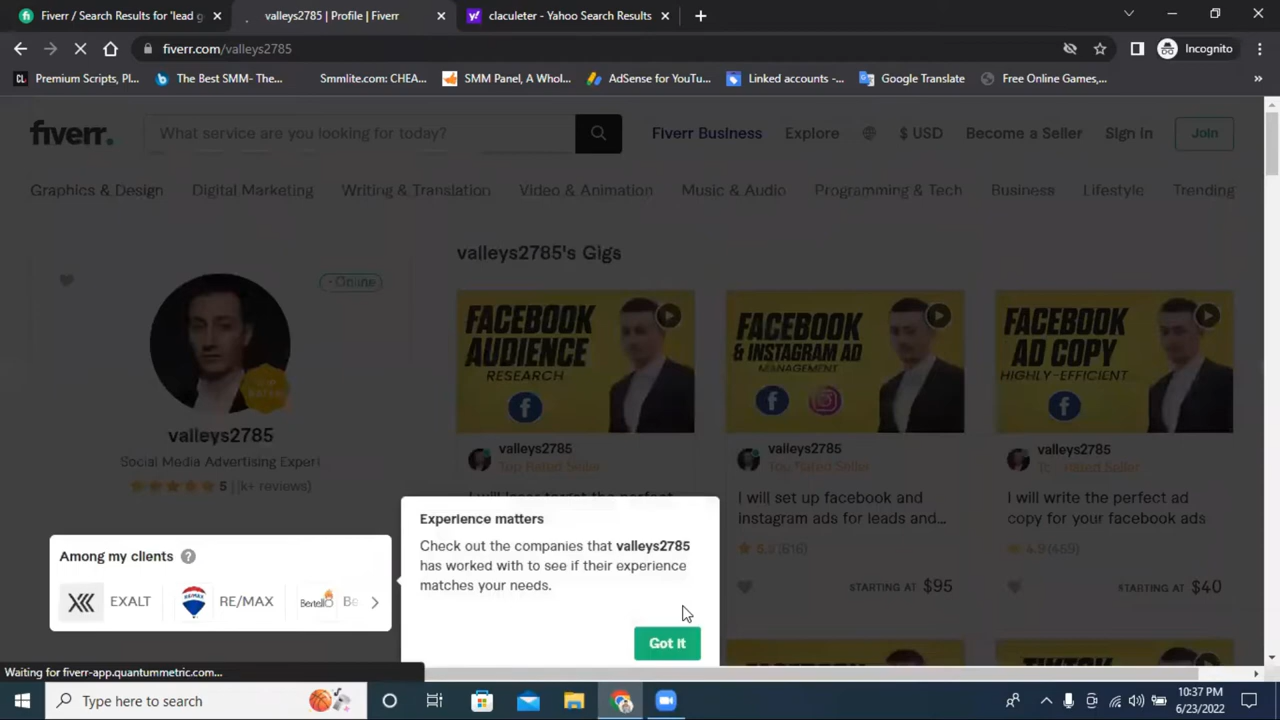 Fiverr / Search Results for 'lead g
valleys2785 | Profile | Fiverr
claculeter - Yahoo Search Results
fiverr.com/valleys2785
Incognito
Premium Scripts, Pl...
The Best SMM- The...
Smmlite.com: CHEA...
SMM Panel, A Whol...
AdSense for YouTu...
Linked accounts -...
Google Translate
Free Online Games,...
fiverr.
What service are you looking for today?
Fiverr Business
Explore
$ USD
Become a Seller
Sign in
Join
Graphics & Design
Digital Marketing
Writing & Translation
Video & Animation
Music & Audio
Programming & Tech
Business
Lifestyle
Trending
valleys2785's Gigs
Online
valleys2785
Social Media Advertising Expert
5 (1k+ reviews)
FACEBOOK
AUDIENCE
RESEARCH
FACEBOOK
& INSTAGRAM AD
MANAGEMENT
FACEBOOK
AD COPY
HIGHLY-EFFICIENT
valleys2785
Top Rated Seller
valleys2785
Top Rated Seller
I will set up facebook and
instagram ads for leads and...
STARTING AT $95
valleys2785
Rated Seller
I will write the perfect ad
copy for your facebook ads
STARTING AT $40
Among my clients
EXALT
RE/MAX
Bertello
Be
Experience matters
Check out the companies that valleys2785
has worked with to see if their experience
matches your needs.
Got it
Waiting for fiverr-app.quantummetric.com...
Type here to search
10:37 PM
6/23/2022